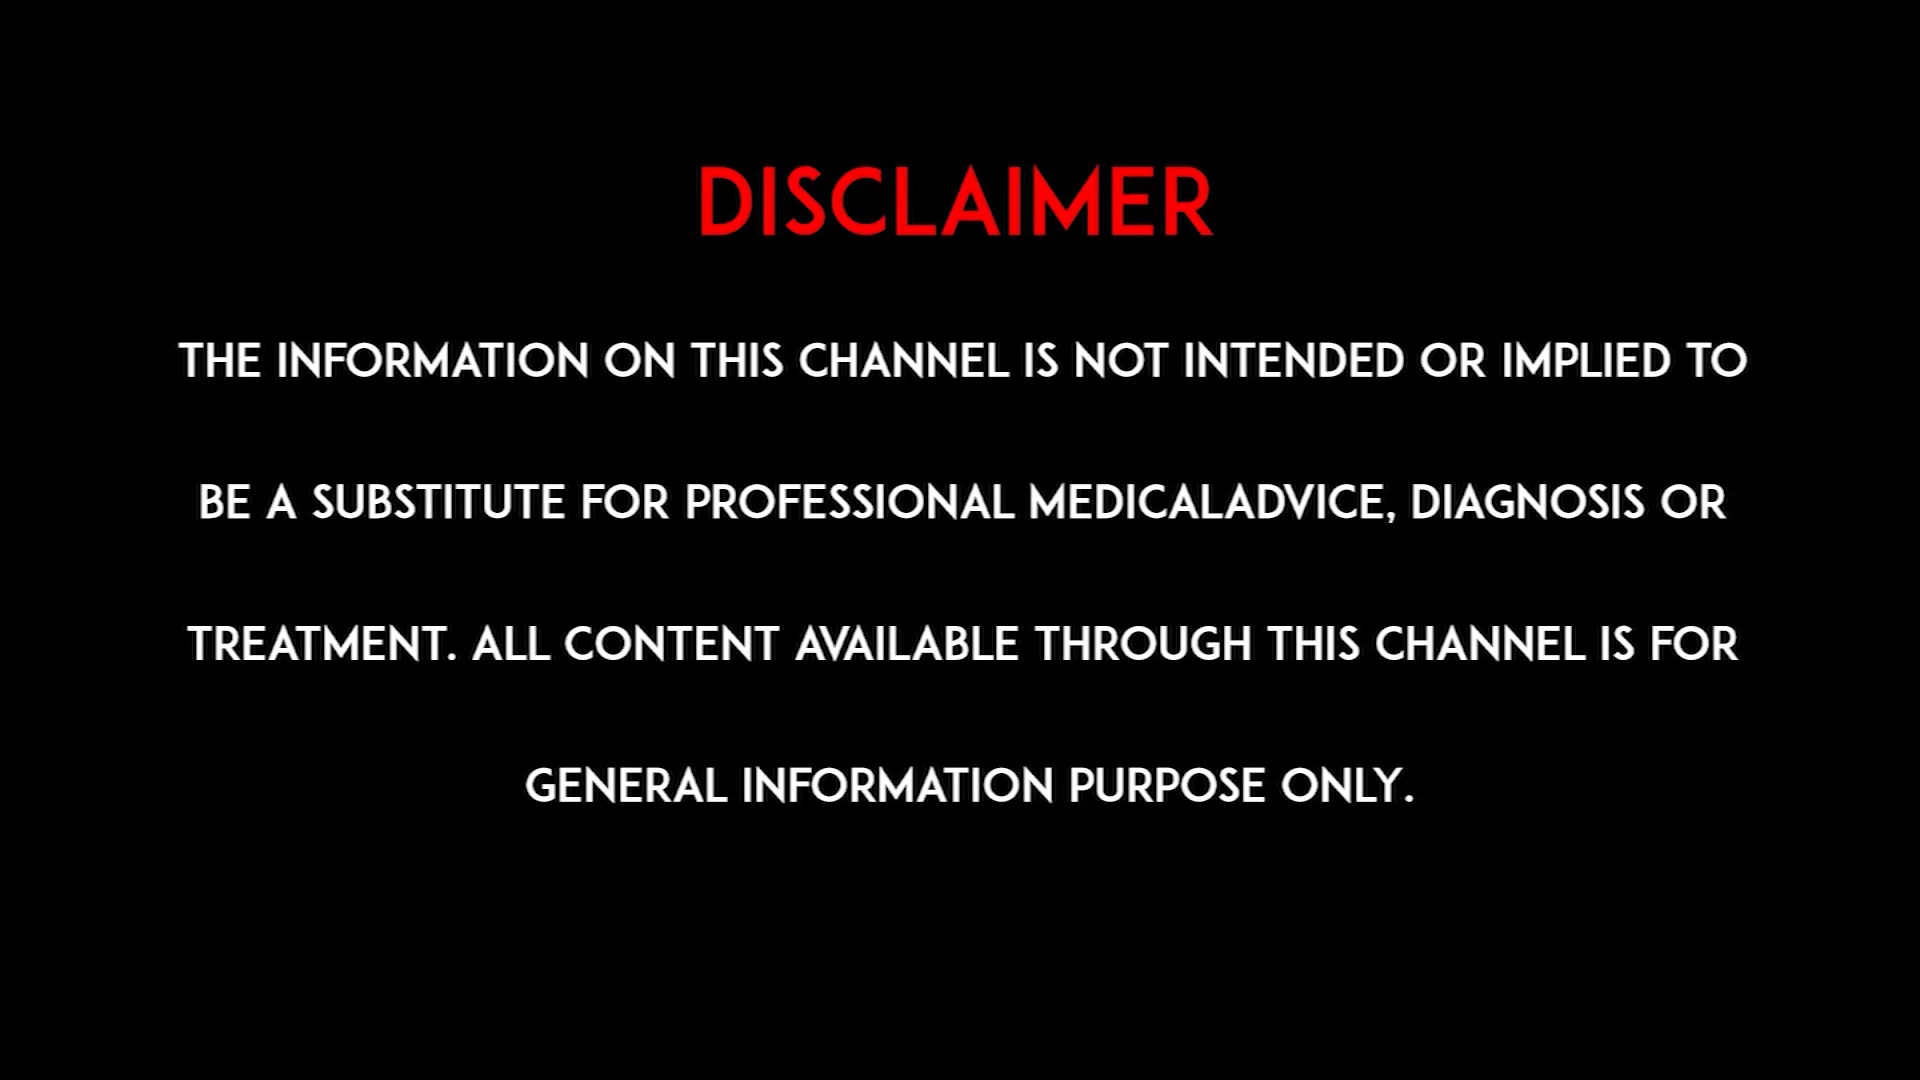 DISCLAIMER
THE INFORMATION ON THIS CHANNEL IS NOT INTENDED OR IMPLIED TO
BE A SUBSTITUTE FOR PROFESSIONAL MEDICALADVICE, DIAGNOSIS OR
TREATMENT. ALL CONTENT AVAILABLE THROUGH THIS CHANNEL IS FOR
GENERAL INFORMATION PURPOSE ONLY.